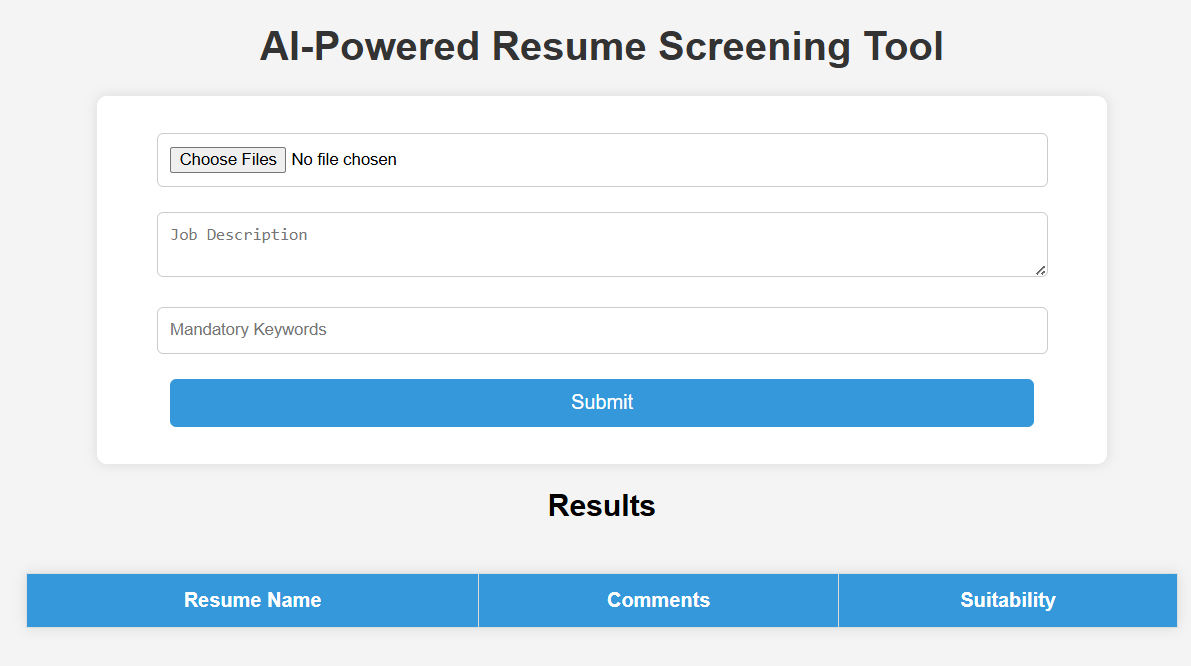 AI-Powered Resume Screening Tool
Choose Files No file chosen
Job Description
Mandatory Keywords
Submit
Results
Resume Name Comments Suitability